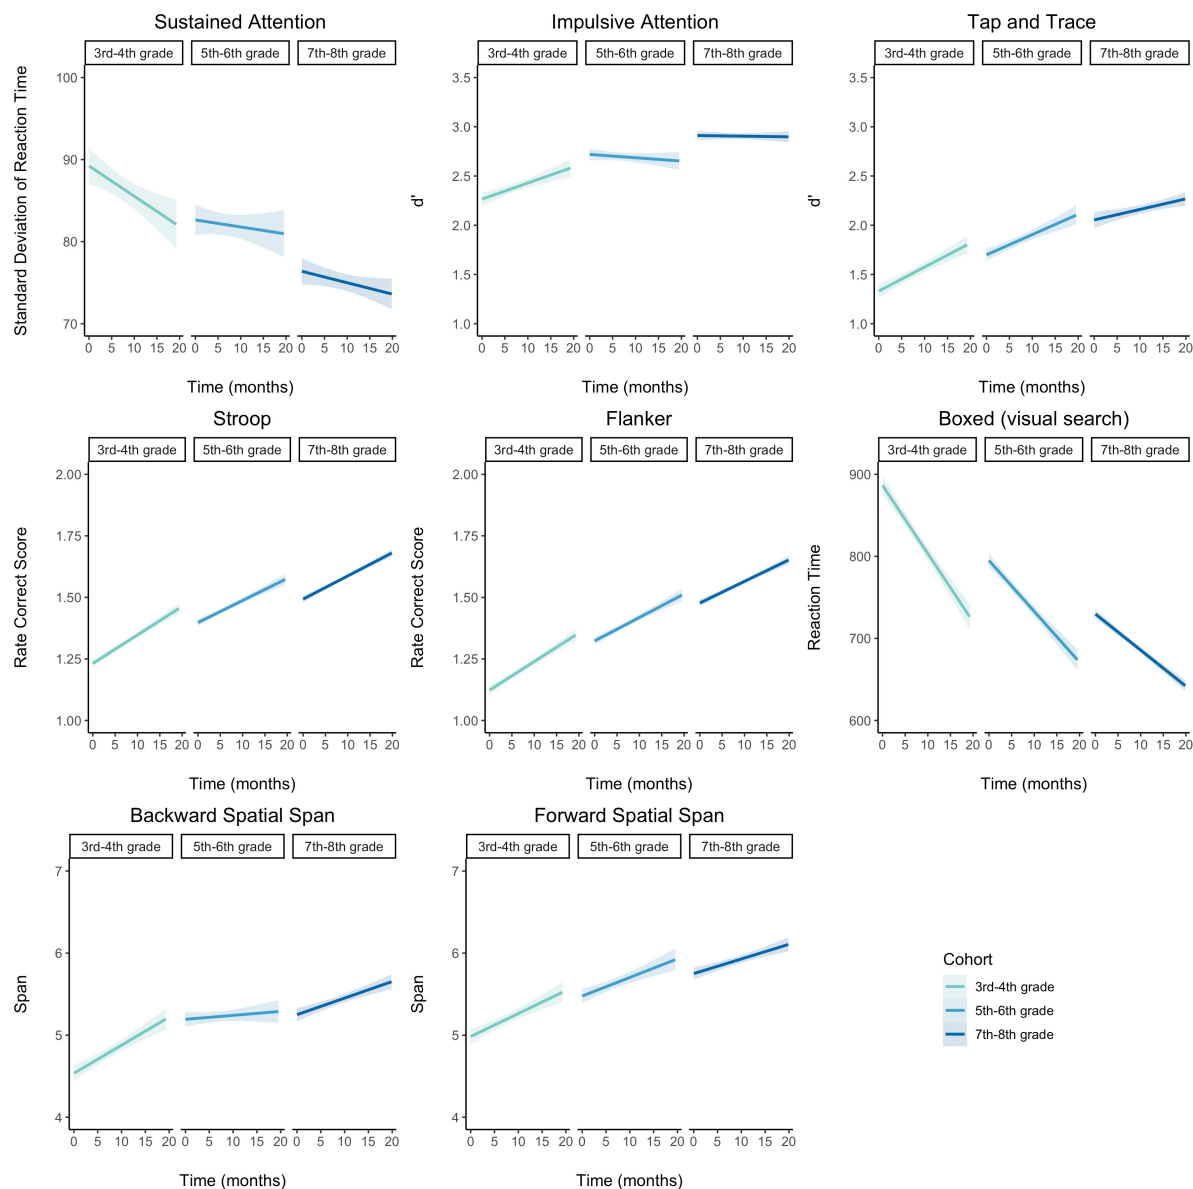 Sustained Attention
Impulsive Attention
Tap and Trace
3rd-4th grade 5th-6th grade 7th-8th grade
3rd-4th grade 5th-6th grade 7th-8th grade
3rd-4th grade 5th-6th grade 7th-8th grade
Standard Deviation of Reaction Time
100
90
80
70
0 5 10 15 20 0 5 10 15 20 0 5 10 15 20
Time (months)
d'
3.5
3.0
2.5
2.0
1.5
1.0
0 5 10 15 20 0 5 10 15 20 0 5 10 15 20
Time (months)
d'
3.5
3.0
2.5
2.0
1.5
1.0
0 5 10 15 20 0 5 10 15 20 0 5 10 15 20
Time (months)
Stroop
Flanker
Boxed (visual search)
3rd-4th grade 5th-6th grade 7th-8th grade
3rd-4th grade 5th-6th grade 7th-8th grade
3rd-4th grade 5th-6th grade 7th-8th grade
Rate Correct Score
2.00
1.75
1.50
1.25
1.00
0 5 10 15 20 0 5 10 15 20 0 5 10 15 20
Time (months)
Rate Correct Score
2.00
1.75
1.50
1.25
1.00
0 5 10 15 20 0 5 10 15 20 0 5 10 15 20
Time (months)
Reaction Time
900
800
700
600
0 5 10 15 20 0 5 10 15 20 0 5 10 15 20
Time (months)
Backward Spatial Span
Forward Spatial Span
3rd-4th grade 5th-6th grade 7th-8th grade
3rd-4th grade 5th-6th grade 7th-8th grade
Span
7
6
5
4
0 5 10 15 20 0 5 10 15 20 0 5 10 15 20
Time (months)
Span
7
6
5
4
0 5 10 15 20 0 5 10 15 20 0 5 10 15 20
Time (months)
Cohort
3rd-4th grade
5th-6th grade
7th-8th grade